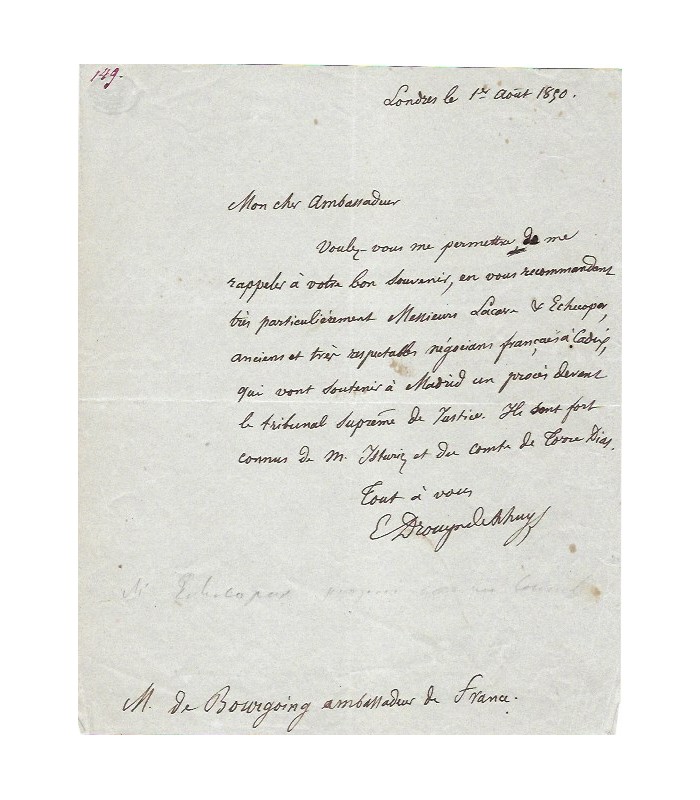 149.
Londres le 1er Août 1850.
Mon cher Ambassadeur
Voulez-vous me permettre de me
rappeler à votre bon souvenir, en vous recommandant
très particulièrement Messieurs Lacave & Echecopar,
anciens et très respectables négocians français à Cadix,
qui vont soutenir à Madrid un procès devant
le tribunal suprême de Justice. Ils sont fort
connus de M. Isturiz et du comte de Torre Diaz.
Tout à vous
E Drouyn de Lhuys
Mr Echecopar
M. de Bourgoing ambassadeur de France.